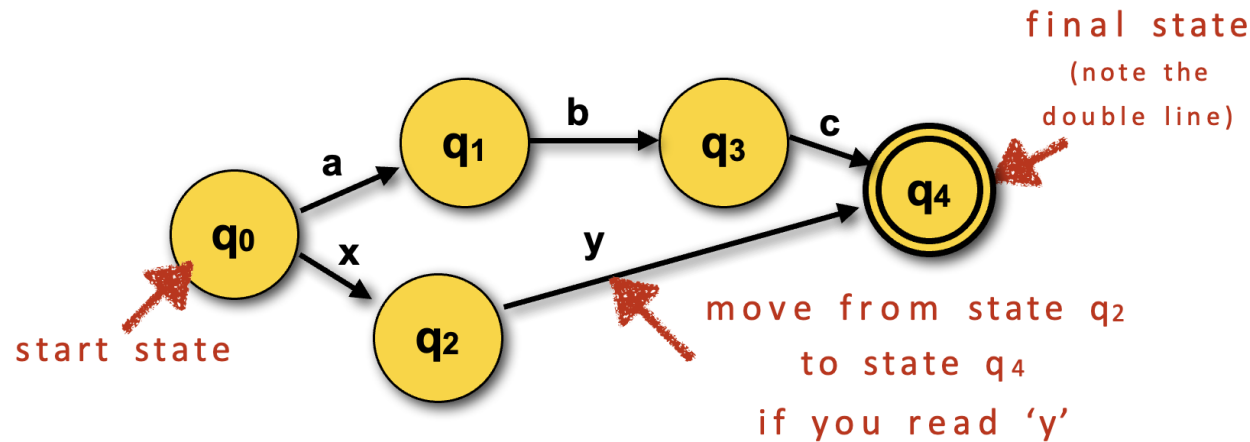 final state
(note the
double line)
b
c
q1
q3
a
q4
q0
y
x
q2
move from state q2
to state q4
if you read ‘y’
start state